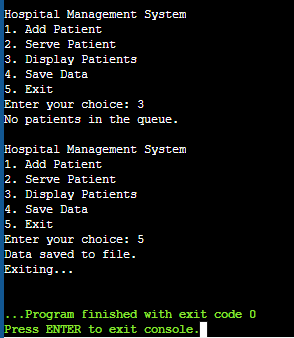 Hospital Management System
1. Add Patient
2. Serve Patient
3. Display Patients
4. Save Data
5. Exit
Enter your choice: 3
No patients in the queue.
Hospital Management System
1. Add Patient
2. Serve Patient
3. Display Patients
4. Save Data
5. Exit
Enter your choice: 5
Data saved to file.
Exiting...
...Program finished with exit code 0
Press ENTER to exit console.